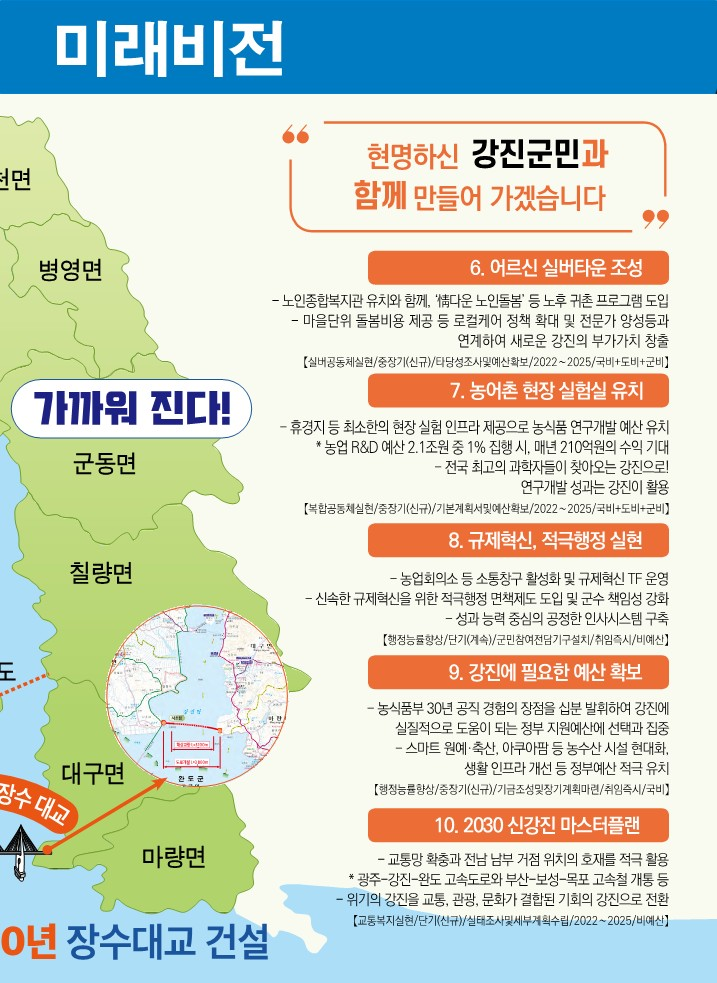 미래비전
천면
병영면
가까워 진다!
군동면
칠량면
도
대구면
장수 대교
마량면
완도군
0년 장수대교 건설
“
현명하신 강진군민과
함께 만들어 가겠습니다
”
6. 어르신 실버타운 조성
- 노인종합복지관 유치와 함께, ‘情다운 노인돌봄’ 등 노후 귀촌 프로그램 도입
- 마을단위 돌봄비용 제공 등 로컬케어 정책 확대 및 전문가 양성등과
연계하여 새로운 강진의 부가가치 창출
【실버공동체실현/중장기(신규)/타당성조사및예산확보/2022~2025/국비+도비+군비】
7. 농어촌 현장 실험실 유치
- 휴경지 등 최소한의 현장 실험 인프라 제공으로 농식품 연구개발 예산 유치
* 농업 R&D 예산 2.1조원 중 1% 집행 시, 매년 210억원의 수익 기대
- 전국 최고의 과학자들이 찾아오는 강진으로!
연구개발 성과는 강진이 활용
【복합공동체실현/중장기(신규)/기본계획서및예산확보/2022~2025/국비+도비+군비】
8. 규제혁신, 적극행정 실현
- 농업회의소 등 소통창구 활성화 및 규제혁신 TF 운영
- 신속한 규제혁신을 위한 적극행정 면책제도 도입 및 군수 책임성 강화
- 성과 능력 중심의 공정한 인사시스템 구축
【행정능률향상/단기(계속)/군민참여전담기구설치/취임즉시/비예산】
9. 강진에 필요한 예산 확보
- 농식품부 30년 공직 경험의 장점을 십분 발휘하여 강진에
실질적으로 도움이 되는 정부 지원예산에 선택과 집중
- 스마트 원예·축산, 아쿠아팜 등 농수산 시설 현대화,
생활 인프라 개선 등 정부예산 적극 유치
【행정능률향상/중장기(신규)/기금조성및장기계획마련/취임즉시/국비】
10. 2030 신강진 마스터플랜
- 교통망 확충과 전남 남부 거점 위치의 호재를 적극 활용
* 광주-강진-완도 고속도로와 부산-보성-목포 고속철 개통 등
- 위기의 강진을 교통, 관광, 문화가 결합된 기회의 강진으로 전환
【교통복지실현/단기(신규)/실태조사및세부계획수립/2022~2025/비예산】